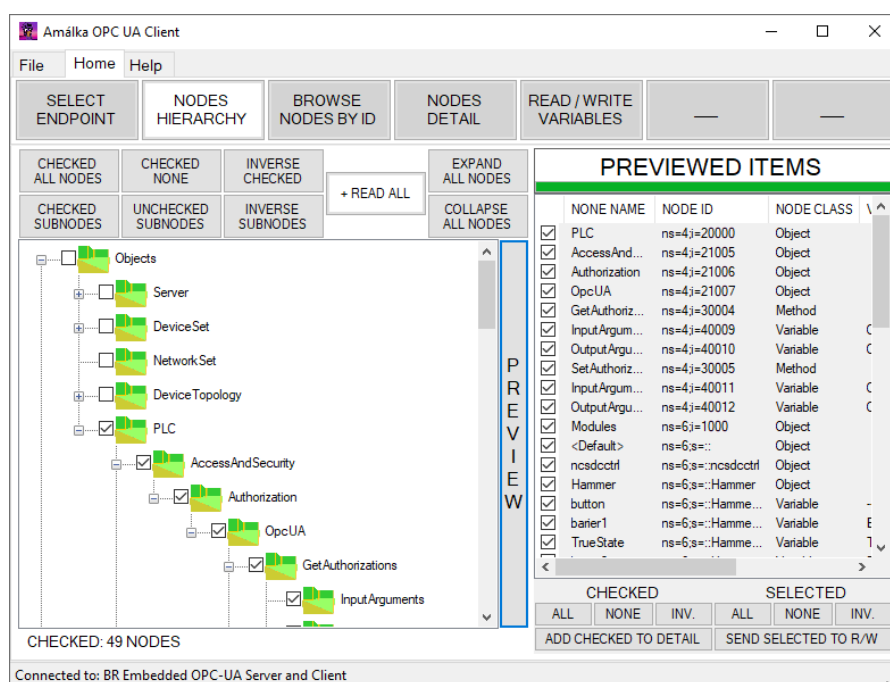 Amálka OPC UA Client
File Home Help
SELECT ENDPOINT
NODES HIERARCHY
BROWSE NODES BY ID
NODES DETAIL
READ / WRITE VARIABLES
—
—
CHECKED ALL NODES
CHECKED NONE
INVERSE CHECKED
+ READ ALL
EXPAND ALL NODES
CHECKED SUBNODES
UNCHECKED SUBNODES
INVERSE SUBNODES
COLLAPSE ALL NODES
Objects
Server
DeviceSet
NetworkSet
DeviceTopology
PLC
AccessAndSecurity
Authorization
OpcUA
GetAuthorizations
InputArguments
PREVIEW
CHECKED: 49 NODES
PREVIEWED ITEMS
NONE NAME NODE ID NODE CLASS
PLC ns=4;i=20000 Object
AccessAnd... ns=4;i=21005 Object
Authorization ns=4;i=21006 Object
OpcUA ns=4;i=21007 Object
GetAuthoriz... ns=4;i=30004 Method
InputArgum... ns=4;i=40009 Variable
OutputArgu... ns=4;i=40010 Variable
SetAuthoriz... ns=4;i=30005 Method
InputArgum... ns=4;i=40011 Variable
OutputArgu... ns=4;i=40012 Variable
Modules ns=6;i=1000 Object
<Default> ns=6;s=:: Object
ncsdcctrl ns=6;s=::ncsdcctrl Object
Hammer ns=6;s=::Hammer Object
button ns=6;s=::Hamme... Variable -
barier1 ns=6;s=::Hamme... Variable
TrueState ns=6;s=::Hamme... Variable
CHECKED SELECTED
ALL NONE INV. ALL NONE INV.
ADD CHECKED TO DETAIL SEND SELECTED TO R/W
Connected to: BR Embedded OPC-UA Server and Client